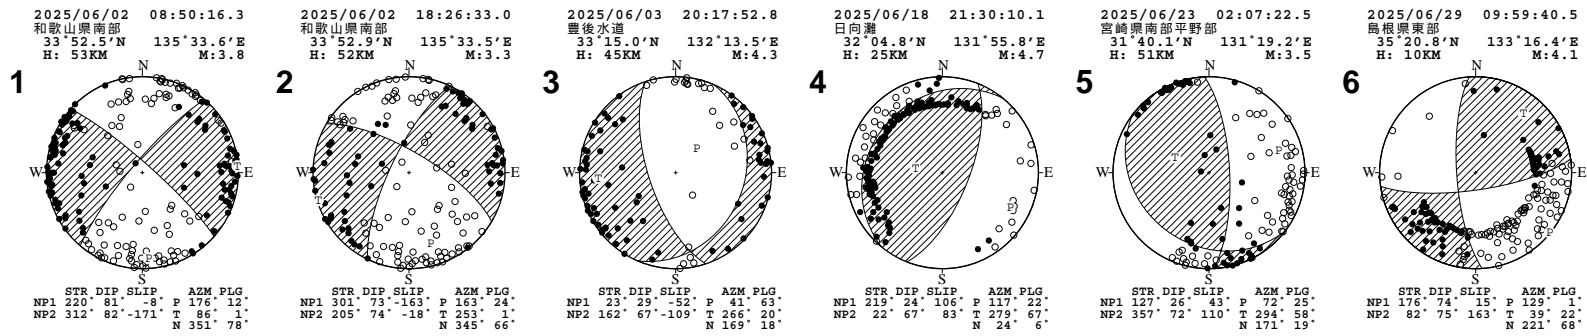 1
2025/06/02 08:50:16.3
和歌山県南部
33°52.5'N 135°33.6'E
H: 53KM M:3.8
N
W
T
E
P
S
STR DIP SLIP AZM PLG
NP1 220° 81° -8° P 176° 12°
NP2 312° 82° -171° T 86° 1°
N 351° 78°
2
2025/06/02 18:26:33.0
和歌山県南部
33°52.9'N 135°33.5'E
H: 52KM M:3.3
N
W
E
T
P
S
STR DIP SLIP AZM PLG
NP1 301° 73° -163° P 163° 24°
NP2 205° 74° -18° T 253° 1°
N 345° 66°
3
2025/06/03 20:17:52.8
豊後水道
33°15.0'N 132°13.5'E
H: 45KM M:4.3
N
P
W
E
T
S
STR DIP SLIP AZM PLG
NP1 23° 29° -52° P 41° 63°
NP2 162° 67° -109° T 266° 20°
N 169° 18°
4
2025/06/18 21:30:10.1
日向灘
32°04.8'N 131°55.8'E
H: 25KM M:4.7
N
T
W
E
P
S
STR DIP SLIP AZM PLG
NP1 219° 24° 106° P 117° 22°
NP2 22° 67° 83° T 279° 67°
N 24° 6°
5
2025/06/23 02:07:22.5
宮崎県南部平野部
31°40.1'N 131°19.2'E
H: 51KM M:3.5
N
P
T
W
E
S
STR DIP SLIP AZM PLG
NP1 127° 26° 43° P 72° 25°
NP2 357° 72° 110° T 294° 58°
N 171° 19°
6
2025/06/29 09:59:40.5
島根県東部
35°20.8'N 133°16.4'E
H: 10KM M:4.1
N
T
W
E
P
S
STR DIP SLIP AZM PLG
NP1 176° 74° 15° P 129° 1°
NP2 82° 75° 163° T 39° 22°
N 221° 68°